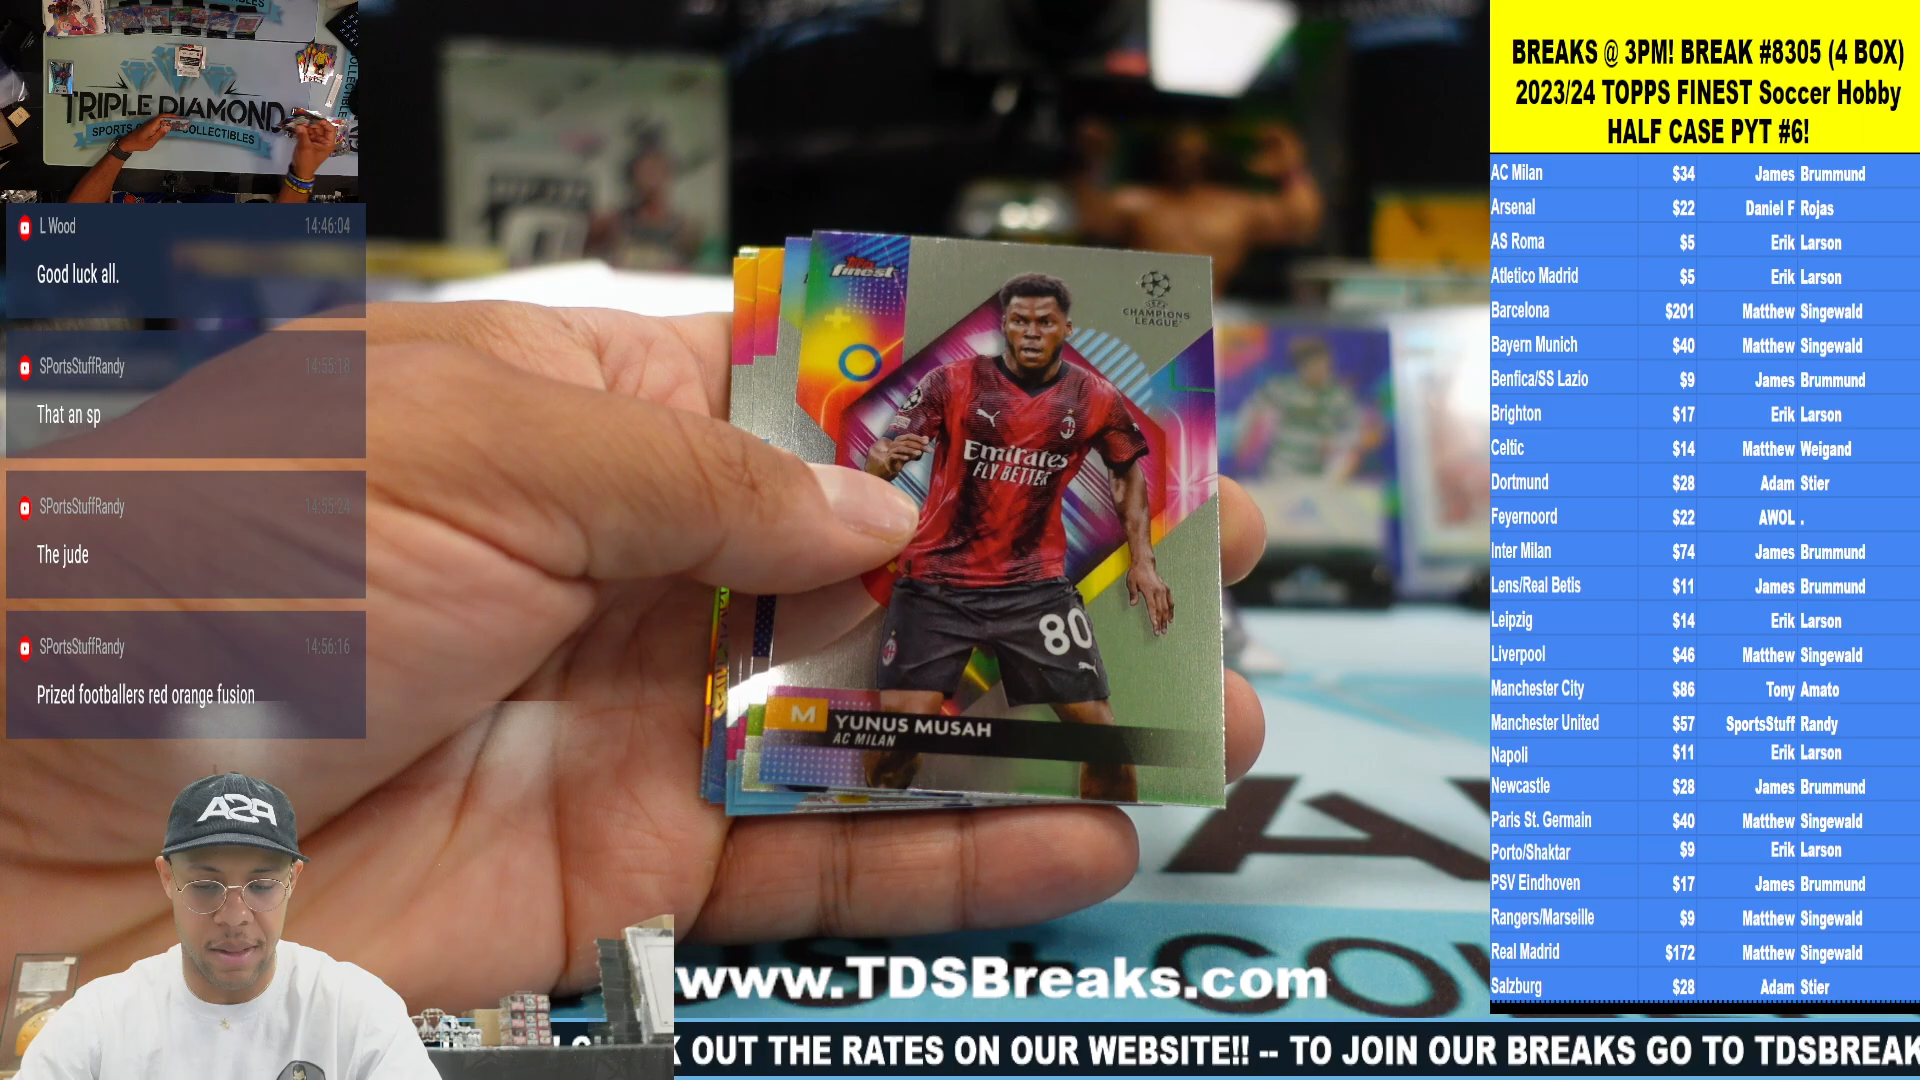 TRIPLE DIAMOND
SPORTS COLLECTIBLES
L Wood 14:46:04
Good luck all.
SPortsStuffRandy 14:55:18
That an sp
SPortsStuffRandy 14:55:24
The jude
SPortsStuffRandy 14:56:16
Prized footballers red orange fusion
Topps
finest
UEFA
CHAMPIONS
LEAGUE
Emirates
FLY BETTER
80
M YUNUS MUSAH
AC MILAN
BREAKS @ 3PM! BREAK #8305 (4 BOX)
2023/24 TOPPS FINEST Soccer Hobby
HALF CASE PYT #6!
AC Milan $34 James Brummund
Arsenal $22 Daniel F Rojas
AS Roma $5 Erik Larson
Atletico Madrid $5 Erik Larson
Barcelona $201 Matthew Singewald
Bayern Munich $40 Matthew Singewald
Benfica/SS Lazio $9 James Brummund
Brighton $17 Erik Larson
Celtic $14 Matthew Weigand
Dortmund $28 Adam Stier
Feyernoord $22 AWOL .
Inter Milan $74 James Brummund
Lens/Real Betis $11 James Brummund
Leipzig $14 Erik Larson
Liverpool $46 Matthew Singewald
Manchester City $86 Tony Amato
Manchester United $57 SportsStuff Randy
Napoli $11 Erik Larson
Newcastle $28 James Brummund
Paris St. Germain $40 Matthew Singewald
Porto/Shaktar $9 Erik Larson
PSV Eindhoven $17 James Brummund
Rangers/Marseille $9 Matthew Singewald
Real Madrid $172 Matthew Singewald
Salzburg $28 Adam Stier
www.TDSBreaks.com
K OUT THE RATES ON OUR WEBSITE!! -- TO JOIN OUR BREAKS GO TO TDSBREAK